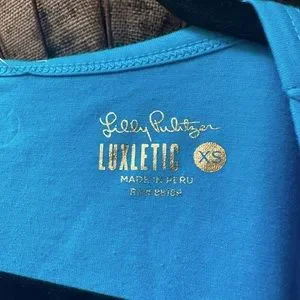 Lilly Pulitzer
LUXLETIC XS
MADE IN PERU